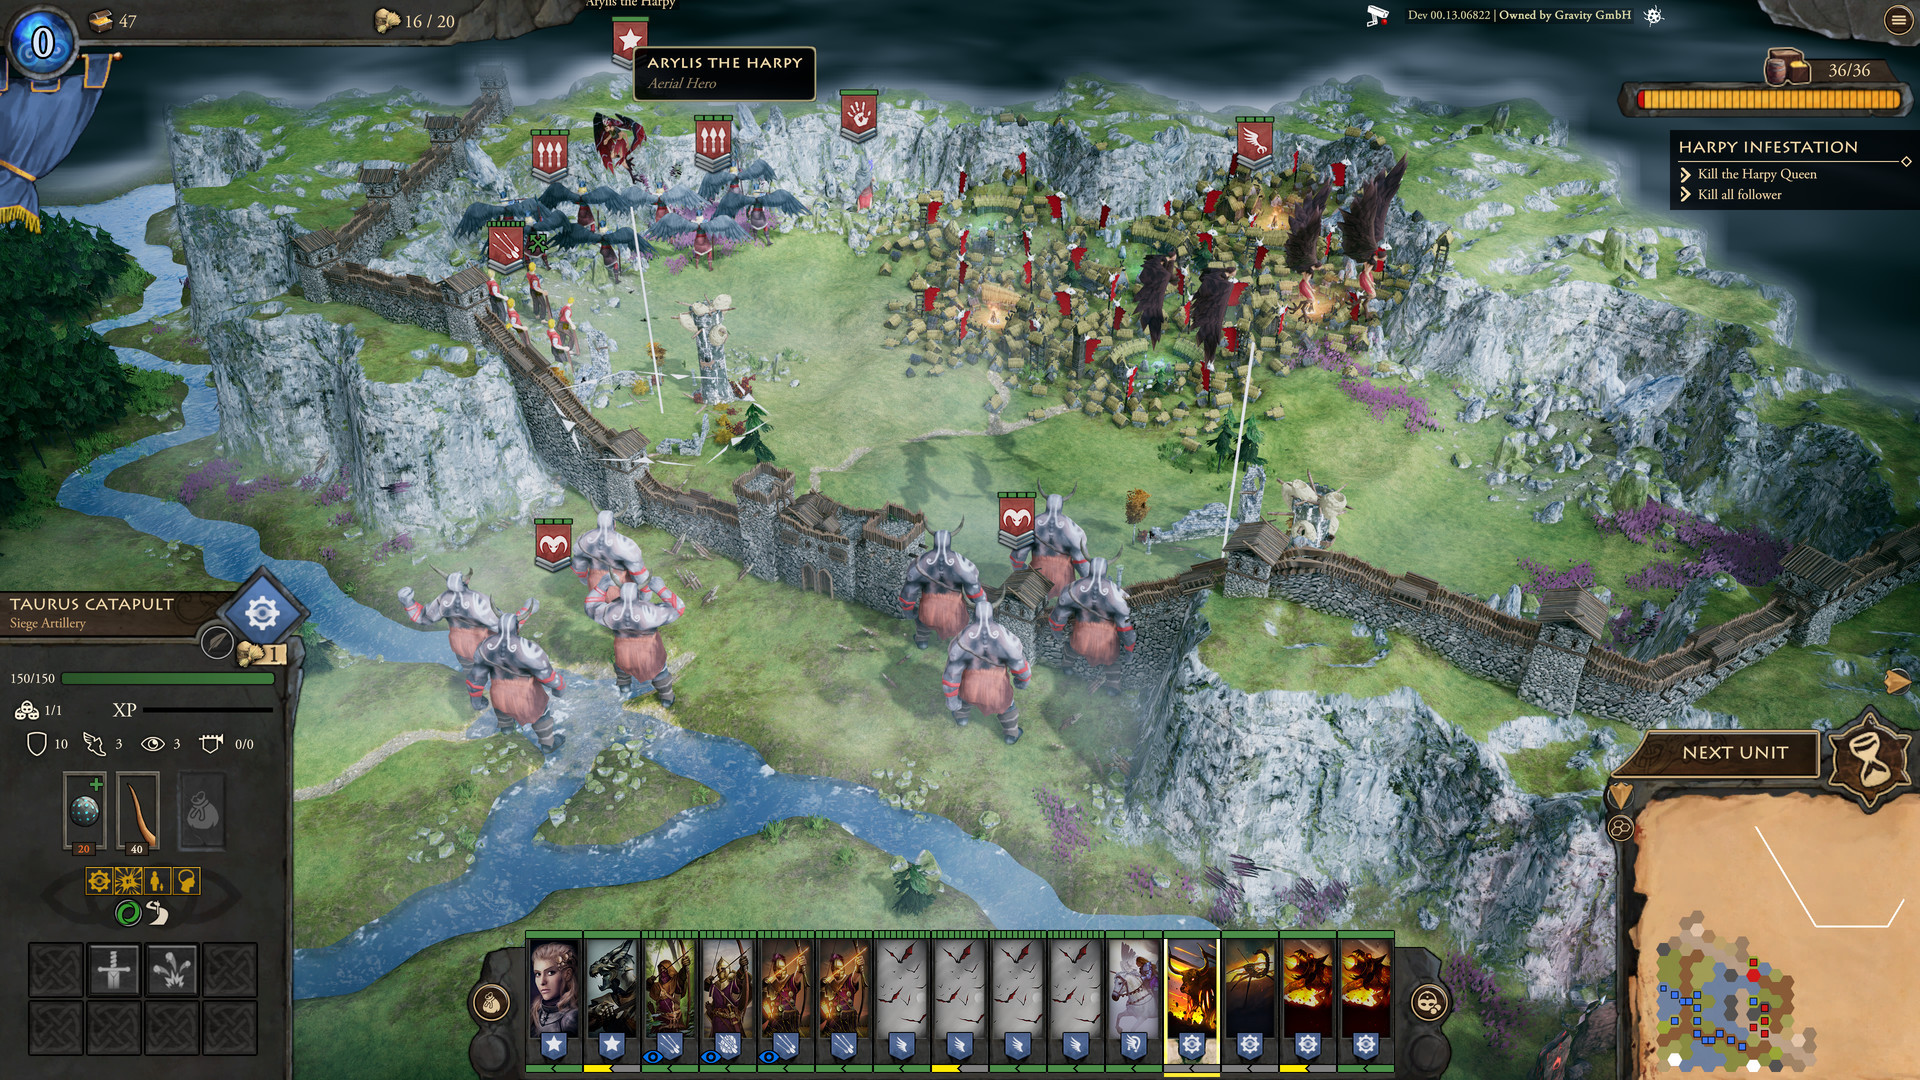 0
47
16 / 20
Arylis the Harpy
ARYLIS THE HARPY
Aerial Hero
Dev 00.13.06822 | Owned by Gravity GmbH
36/36
HARPY INFESTATION
Kill the Harpy Queen
Kill all follower
TAURUS CATAPULT
Siege Artillery
1
150/150
1/1
XP
10
3
3
0/0
20
40
NEXT UNIT